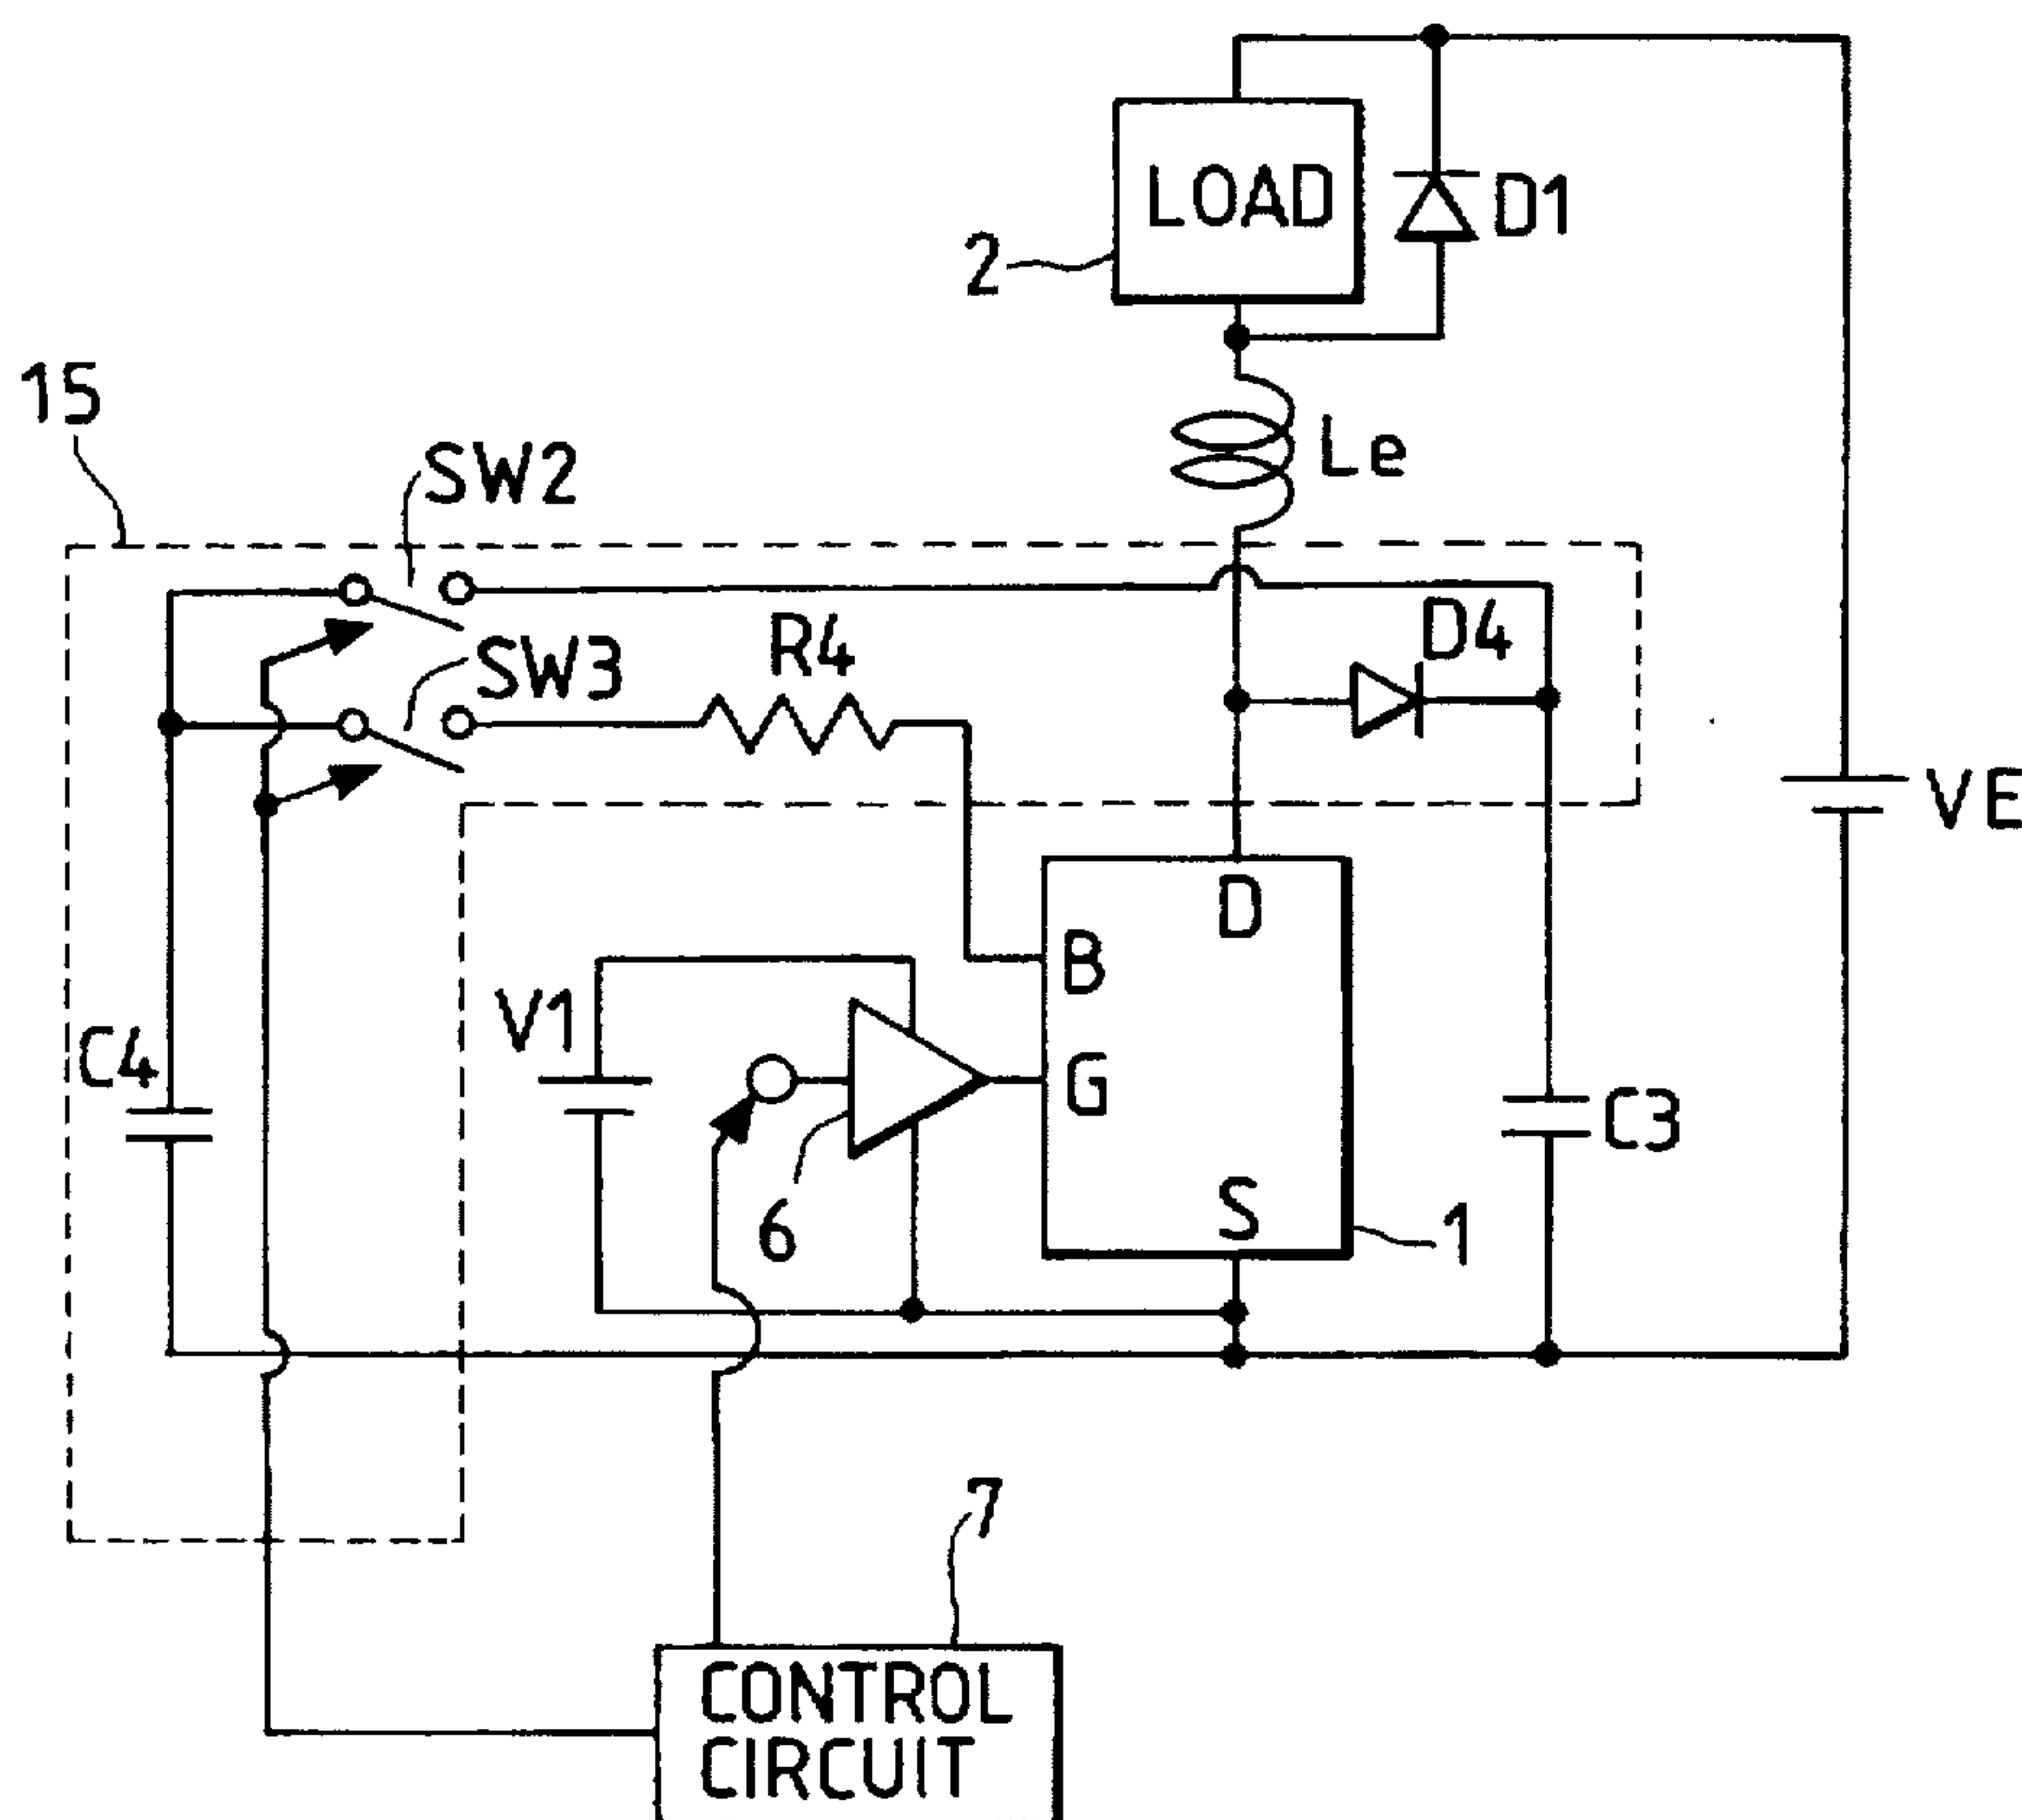 LOAD
D1
2
15
Le
SW2
D4
R4
SW3
VE
D
B
V1
C4
G
C3
S
6
1
7
CONTROL
CIRCUIT